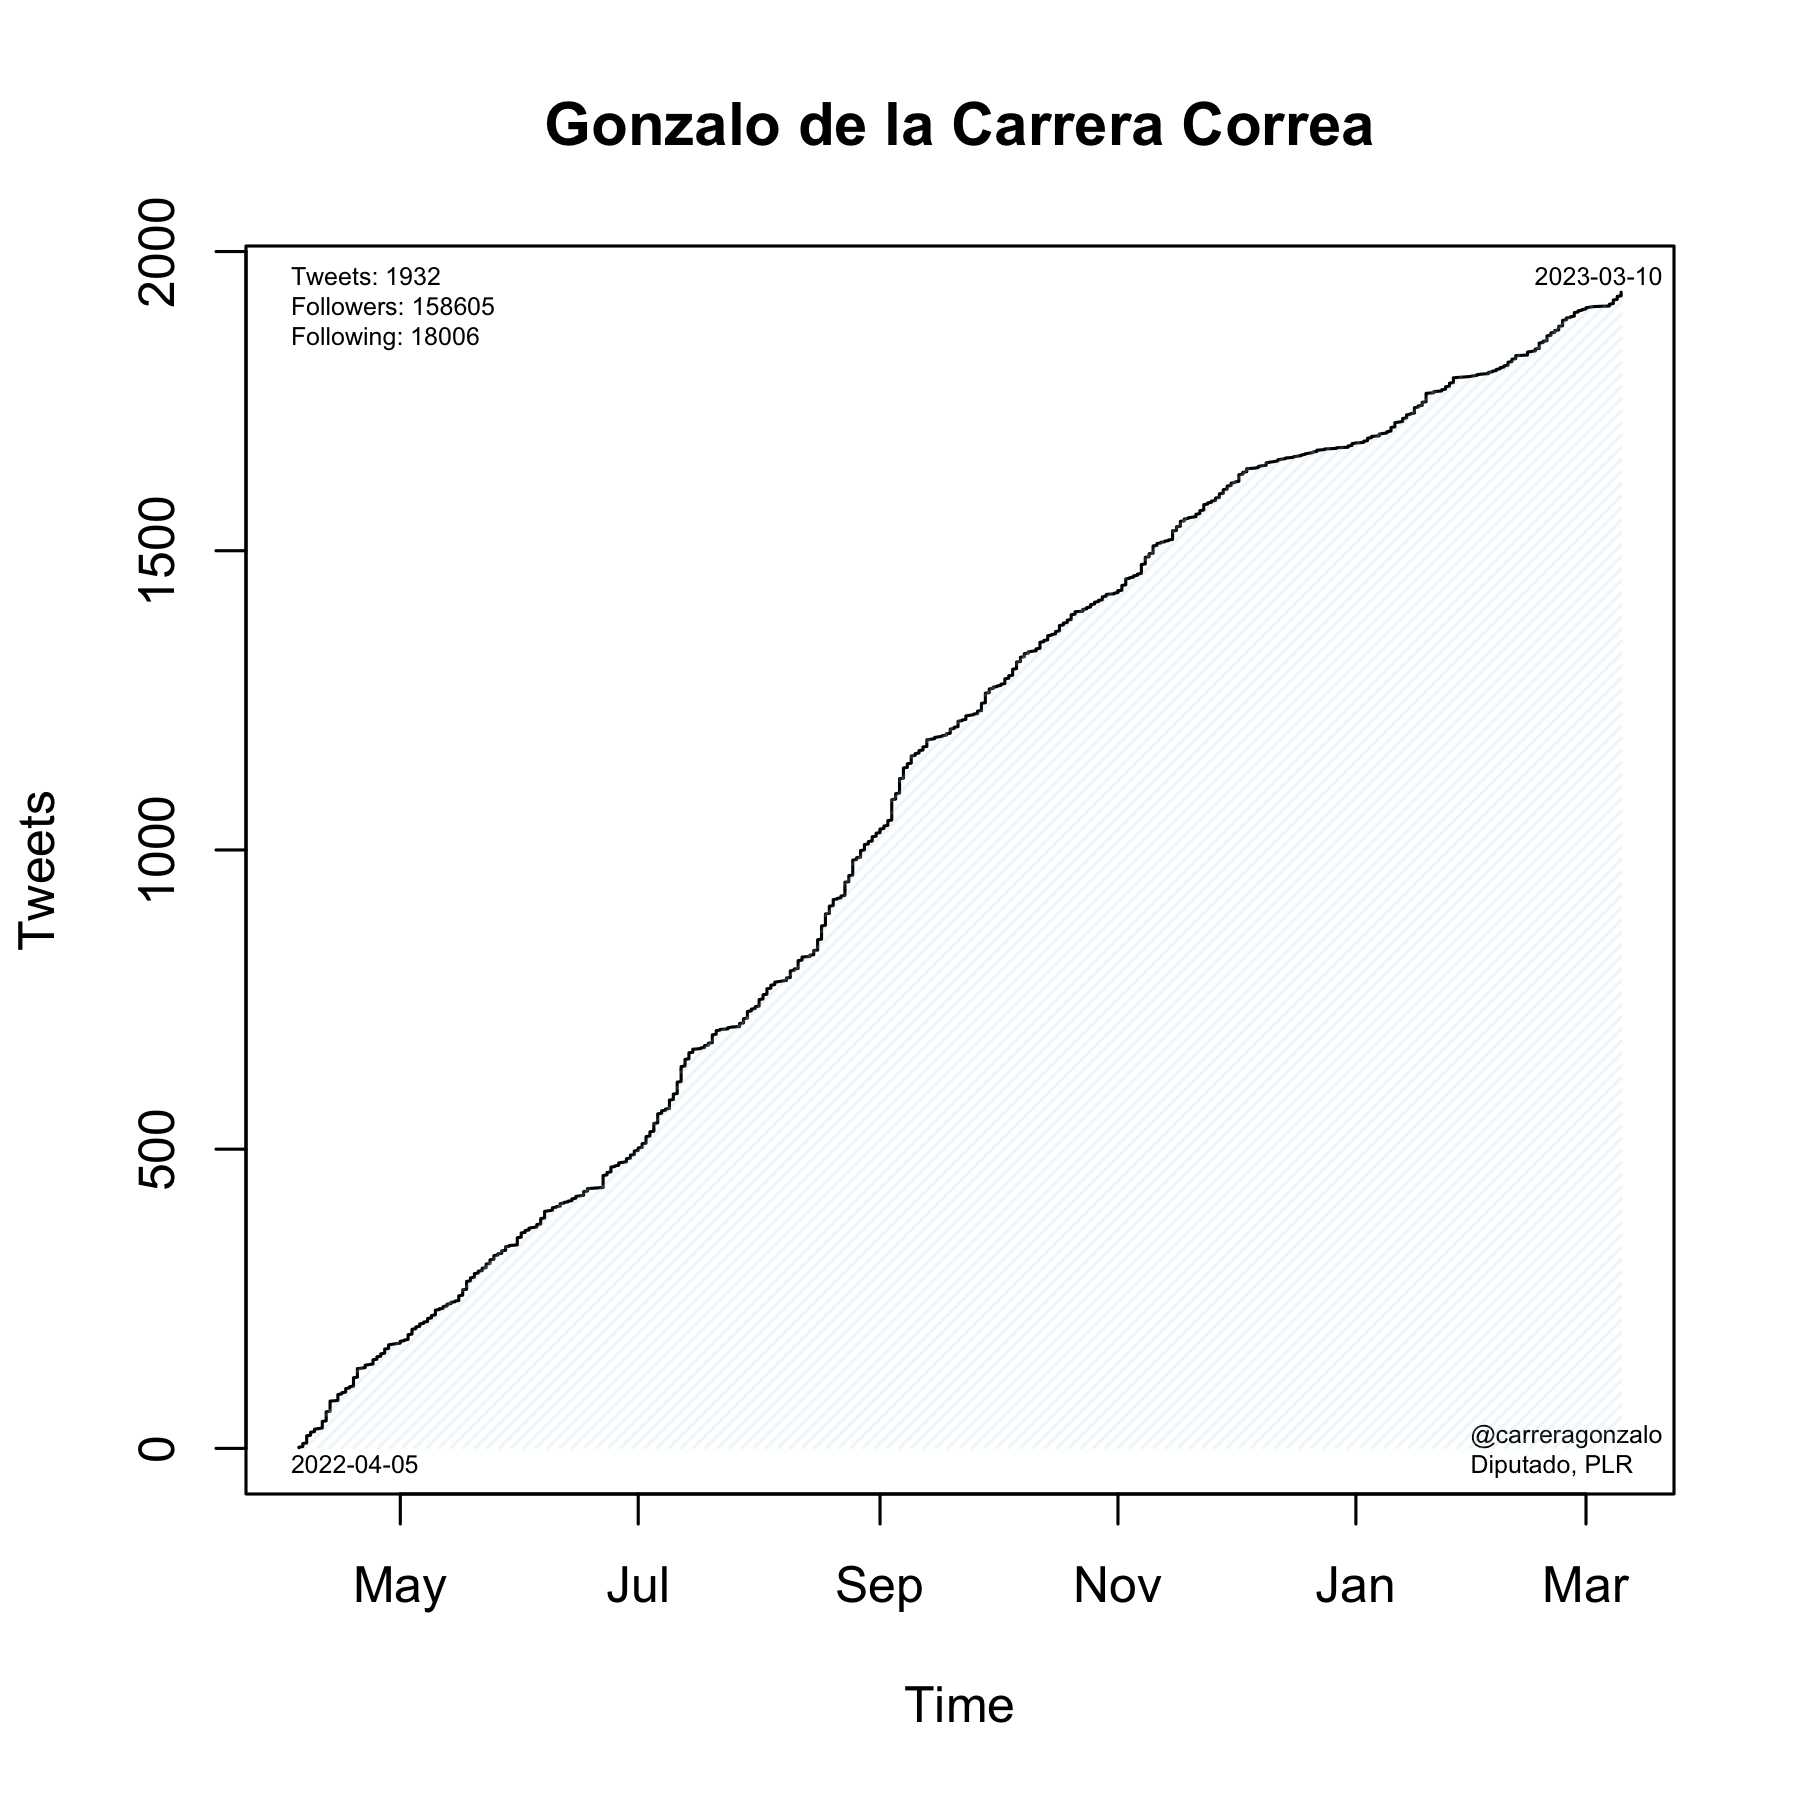 Gonzalo de la Carrera Correa
Tweets: 1932
Followers: 158605
Following: 18006
2023-03-10
2000
1500
1000
500
0
Tweets
2022-04-05
@carreragonzalo
Diputado, PLR
May Jul Sep Nov Jan Mar
Time